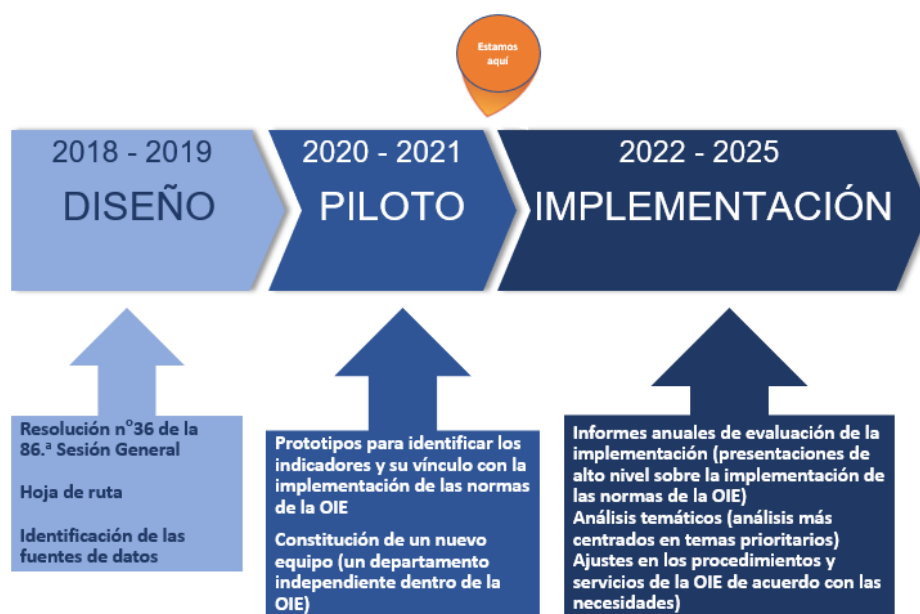 Estamos
aquí
2018 - 2019
DISEÑO
2020 - 2021
PILOTO
2022 - 2025
IMPLEMENTACIÓN
Resolución n°36 de la
86.ª Sesión General
Hoja de ruta
Identificación de las
fuentes de datos
Prototipos para identificar los
indicadores y su vínculo con la
implementación de las normas
de la OIE
Constitución de un nuevo
equipo (un departamento
independiente dentro de la
OIE)
Informes anuales de evaluación de la
implementación (presentaciones de
alto nivel sobre la implementación de
las normas de la OIE)
Análisis temáticos (análisis más
centrados en temas prioritarios)
Ajustes en los procedimientos y
servicios de la OIE de acuerdo con las
necesidades)